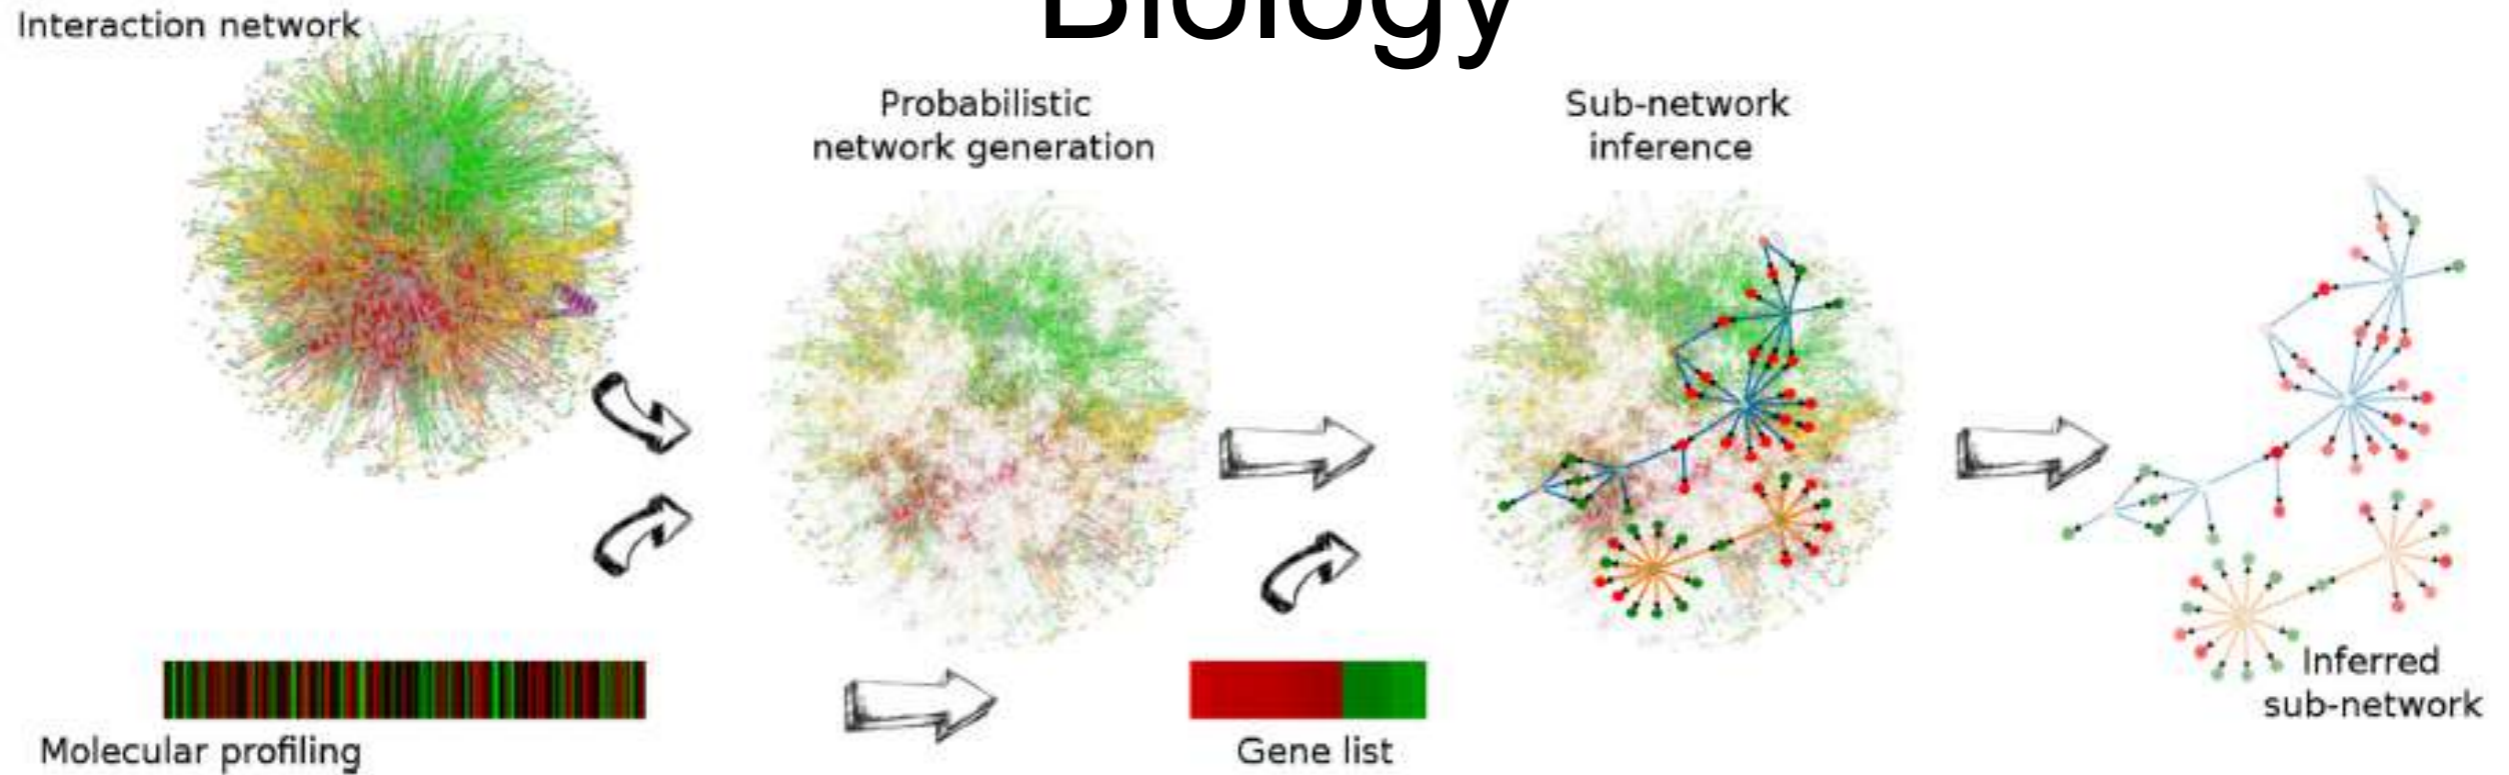 Biology
Interaction network
Probabilistic
network generation
Sub-network
inference
Inferred
sub-network
Molecular profiling
Gene list